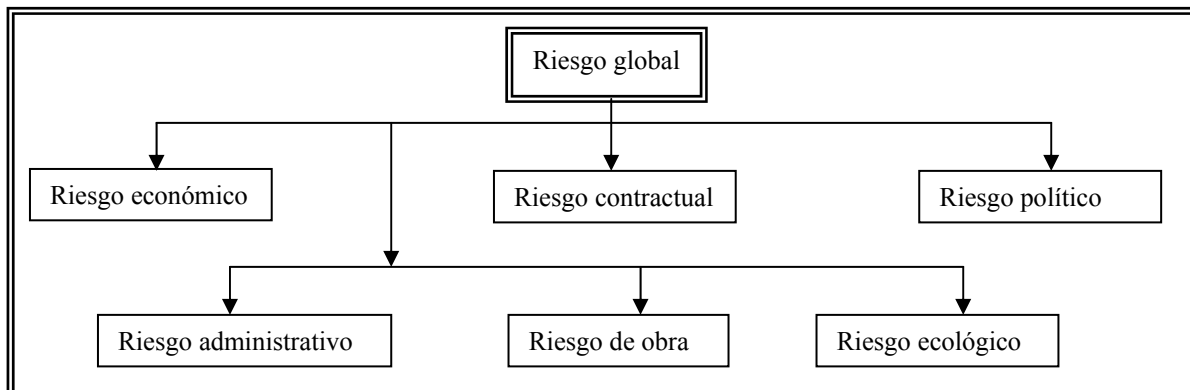 Riesgo global
Riesgo económico
Riesgo contractual
Riesgo político
Riesgo administrativo
Riesgo de obra
Riesgo ecológico